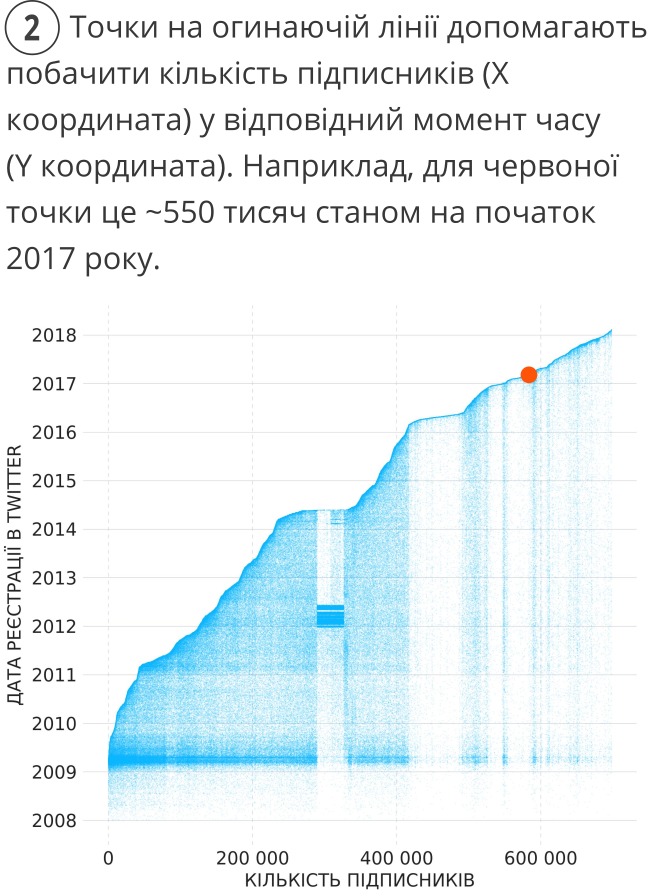 2 Точки на огинаючій лінії допомагають
побачити кількість підписників (X
координата) у відповідний момент часу
(Y координата). Наприклад, для червоної
точки це ~550 тисяч станом на початок
2017 року.
2018
2017
2016
2015
2014
2013
2012
2011
2010
2009
2008
ДАТА РЕЄСТРАЦІЇ В TWITTER
0 200 000 400 000 600 000
КІЛЬКІСТЬ ПІДПИСНИКІВ